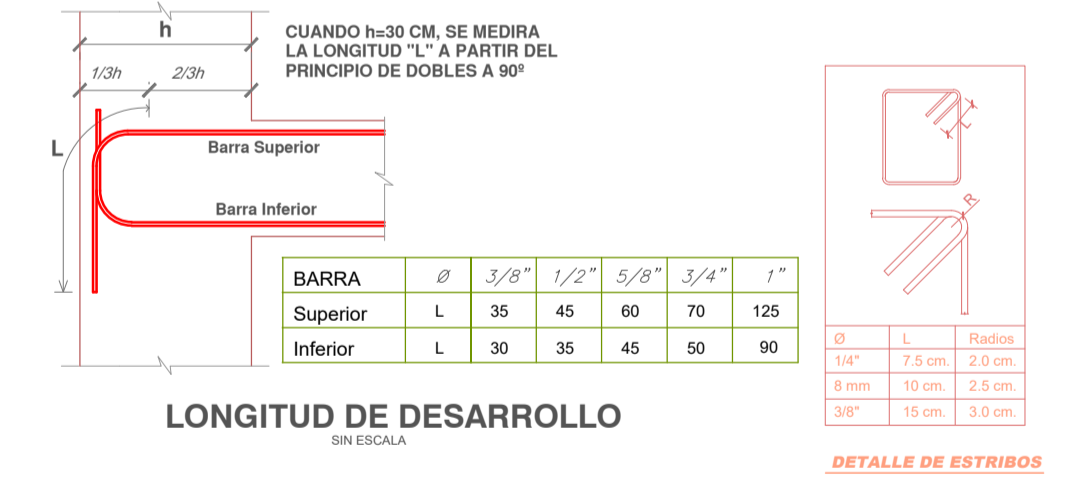 h
CUANDO h=30 CM, SE MEDIRA
LA LONGITUD "L" A PARTIR DEL
PRINCIPIO DE DOBLES A 90º
1/3h 2/3h
L
Barra Superior
Barra Inferior
BARRA Ø 3/8" 1/2" 5/8" 3/4" 1"
Superior L 35 45 60 70 125
Inferior L 30 35 45 50 90
LONGITUD DE DESARROLLO
SIN ESCALA
L
R
Ø L Radios
1/4" 7.5 cm. 2.0 cm.
8 mm 10 cm. 2.5 cm.
3/8" 15 cm. 3.0 cm.
DETALLE DE ESTRIBOS